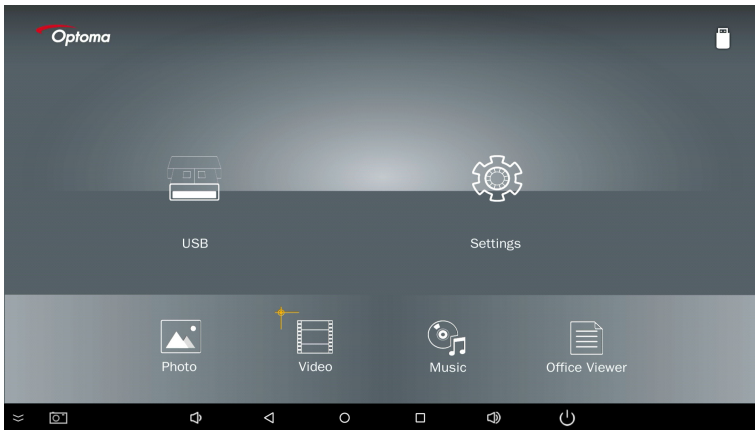 Optoma
USB
Settings
Photo
Video
Music
Office Viewer